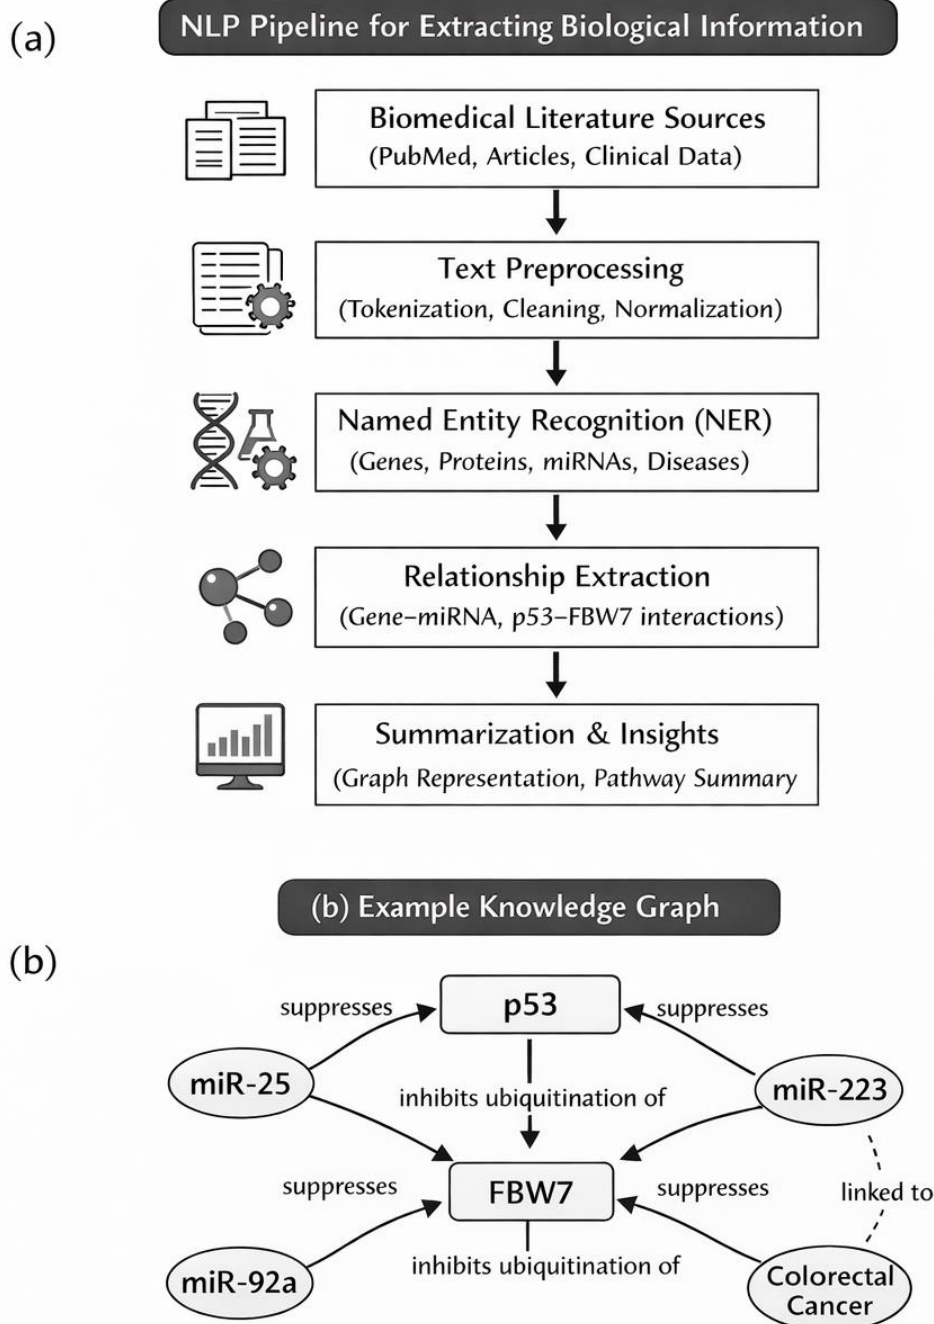 (a)
NLP Pipeline for Extracting Biological Information
Biomedical Literature Sources
(PubMed, Articles, Clinical Data)
Text Preprocessing
(Tokenization, Cleaning, Normalization)
Named Entity Recognition (NER)
(Genes, Proteins, miRNAs, Diseases)
Relationship Extraction
(Gene–miRNA, p53–FBW7 interactions)
Summarization & Insights
(Graph Representation, Pathway Summary
(b) Example Knowledge Graph
(b)
suppresses
p53
suppresses
miR-25
inhibits ubiquitination of
miR-223
suppresses
FBW7
suppresses
linked to
miR-92a
inhibits ubiquitination of
Colorectal
Cancer